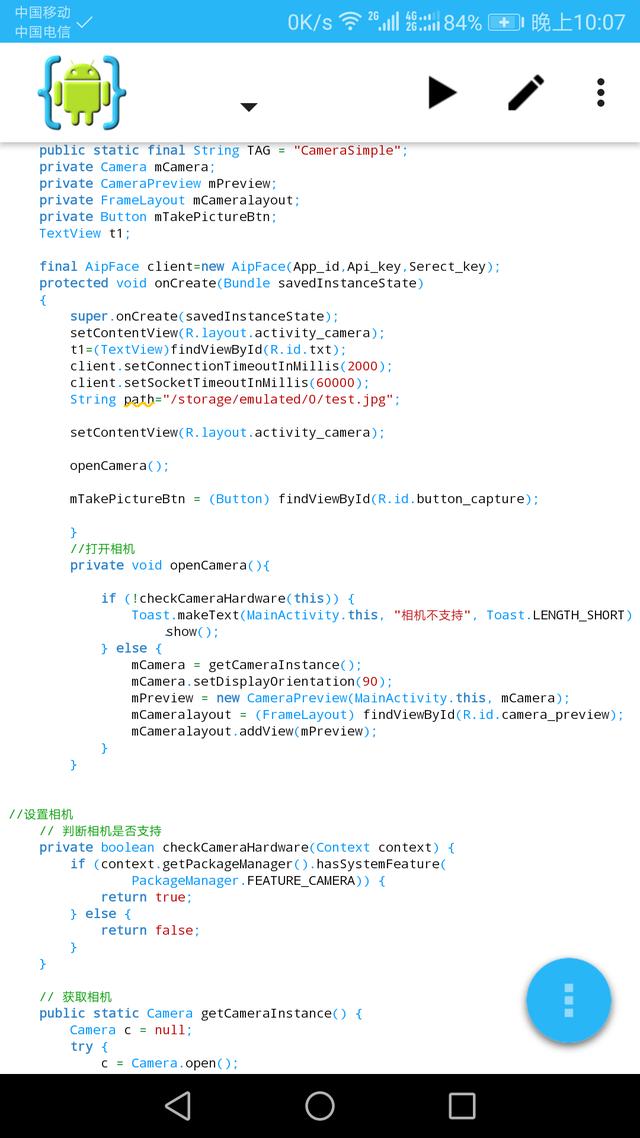 中国移动
中国电信
0K/s 2G 4G 2G 84% 晚上10:07
public static final String TAG = "CameraSimple";
private Camera mCamera;
private CameraPreview mPreview;
private FrameLayout mCameralayout;
private Button mTakePictureBtn;
TextView t1;
final AipFace client=new AipFace(App_id,Api_key,Serect_key);
protected void onCreate(Bundle savedInstanceState)
{
super.onCreate(savedInstanceState);
setContentView(R.layout.activity_camera);
t1=(TextView)findViewById(R.id.txt);
client.setConnectionTimeoutInMillis(2000);
client.setSocketTimeoutInMillis(60000);
String path="/storage/emulated/0/test.jpg";
setContentView(R.layout.activity_camera);
openCamera();
mTakePictureBtn = (Button) findViewById(R.id.button_capture);
}
//打开相机
private void openCamera(){
if (!checkCameraHardware(this)) {
Toast.makeText(MainActivity.this, "相机不支持", Toast.LENGTH_SHORT)
.show();
} else {
mCamera = getCameraInstance();
mCamera.setDisplayOrientation(90);
mPreview = new CameraPreview(MainActivity.this, mCamera);
mCameralayout = (FrameLayout) findViewById(R.id.camera_preview);
mCameralayout.addView(mPreview);
}
}
//设置相机
// 判断相机是否支持
private boolean checkCameraHardware(Context context) {
if (context.getPackageManager().hasSystemFeature(
PackageManager.FEATURE_CAMERA)) {
return true;
} else {
return false;
}
}
// 获取相机
public static Camera getCameraInstance() {
Camera c = null;
try {
c = Camera.open();